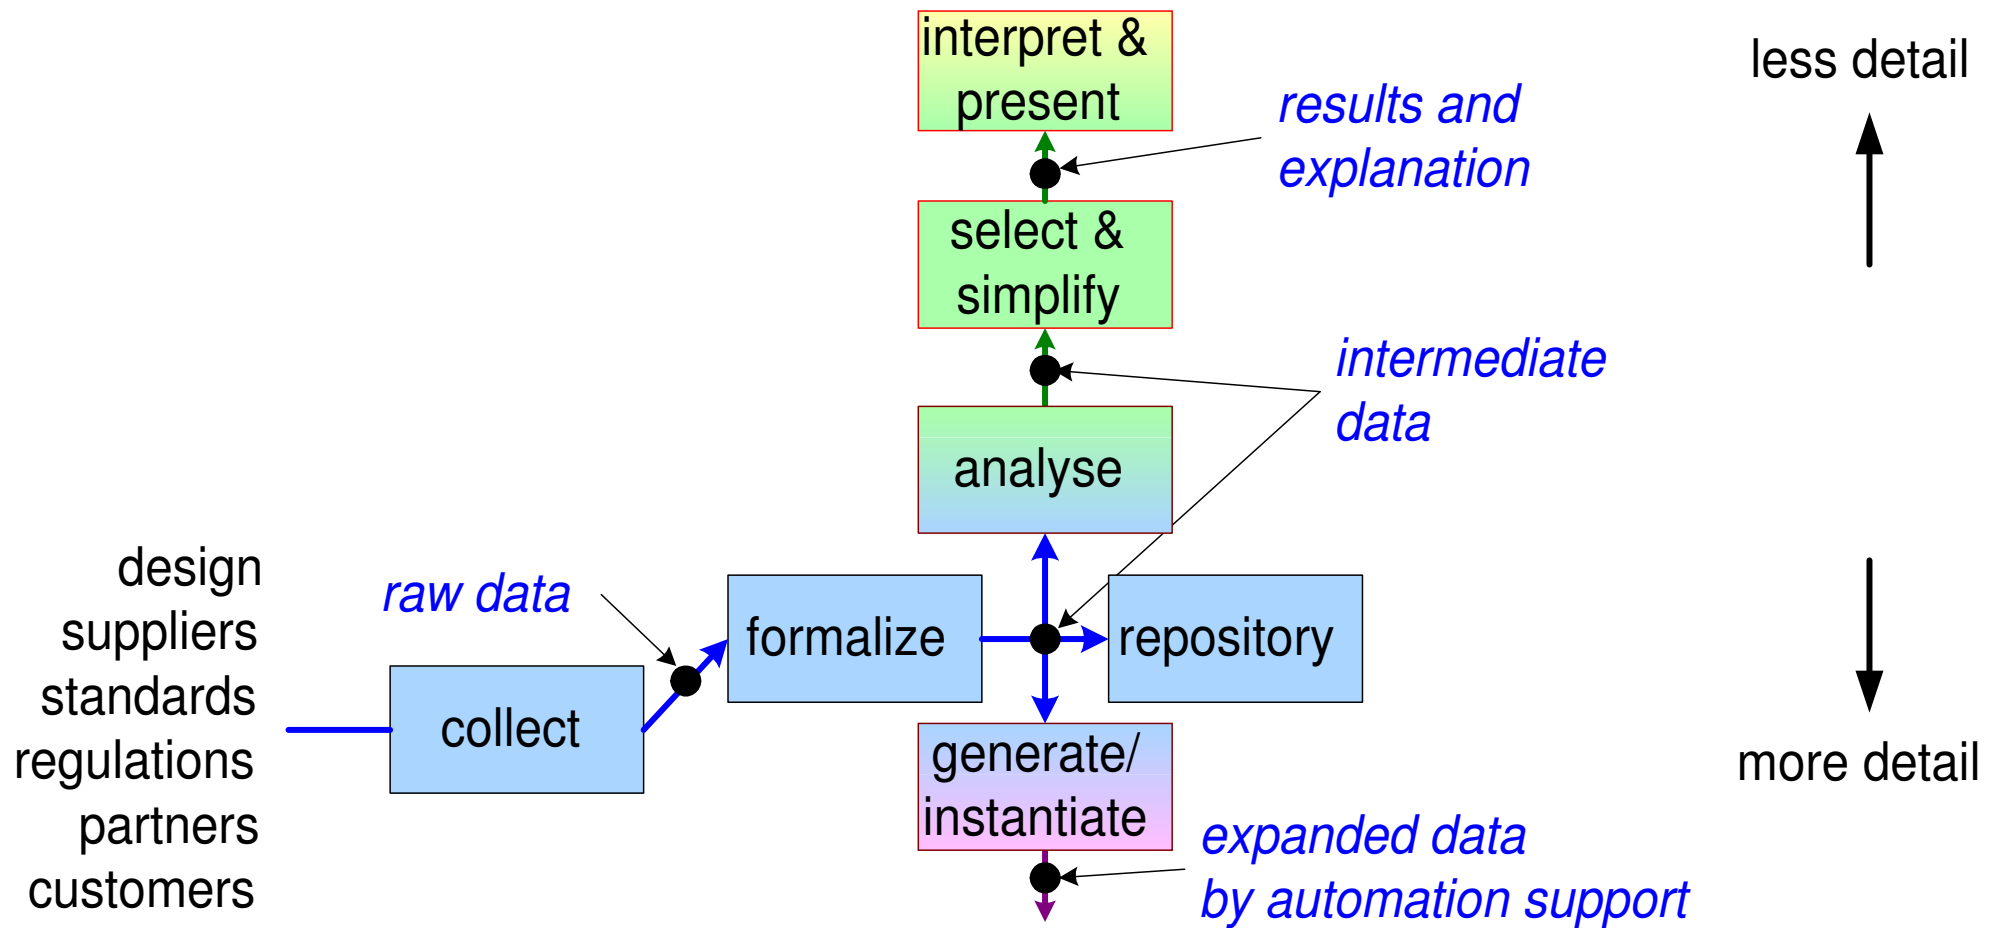 interpret &
present
less detail
results and
explanation
select &
simplify
intermediate
data
analyse
design
suppliers
standards
regulations
partners
customers
raw data
collect
formalize
repository
generate/
instantiate
more detail
expanded data
by automation support